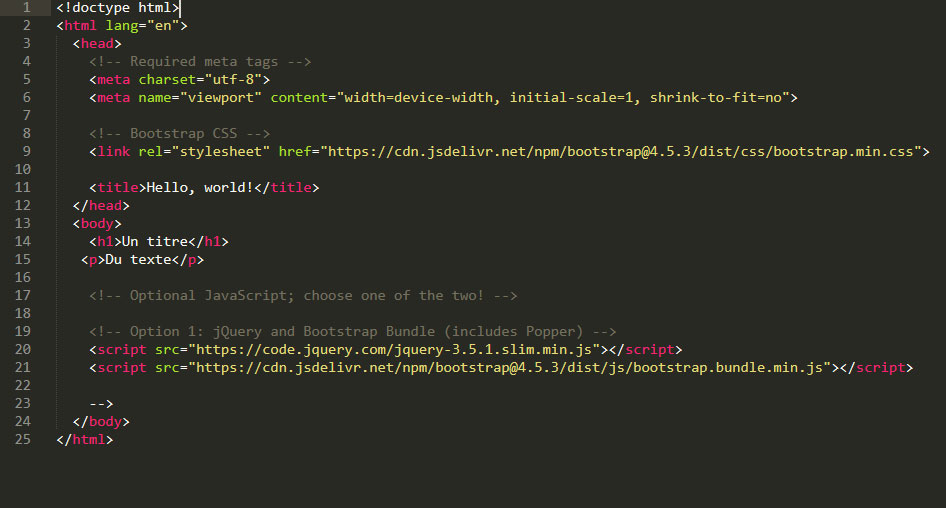 1 <!doctype html>
2 <html lang="en">
3   <head>
4     <!-- Required meta tags -->
5     <meta charset="utf-8">
6     <meta name="viewport" content="width=device-width, initial-scale=1, shrink-to-fit=no">
7
8     <!-- Bootstrap CSS -->
9     <link rel="stylesheet" href="https://cdn.jsdelivr.net/npm/bootstrap@4.5.3/dist/css/bootstrap.min.css">
10
11     <title>Hello, world!</title>
12   </head>
13   <body>
14     <h1>Un titre</h1>
15    <p>Du texte</p>
16
17     <!-- Optional JavaScript; choose one of the two! -->
18
19     <!-- Option 1: jQuery and Bootstrap Bundle (includes Popper) -->
20     <script src="https://code.jquery.com/jquery-3.5.1.slim.min.js"></script>
21     <script src="https://cdn.jsdelivr.net/npm/bootstrap@4.5.3/dist/js/bootstrap.bundle.min.js"></script>
22
23     -->
24   </body>
25 </html>